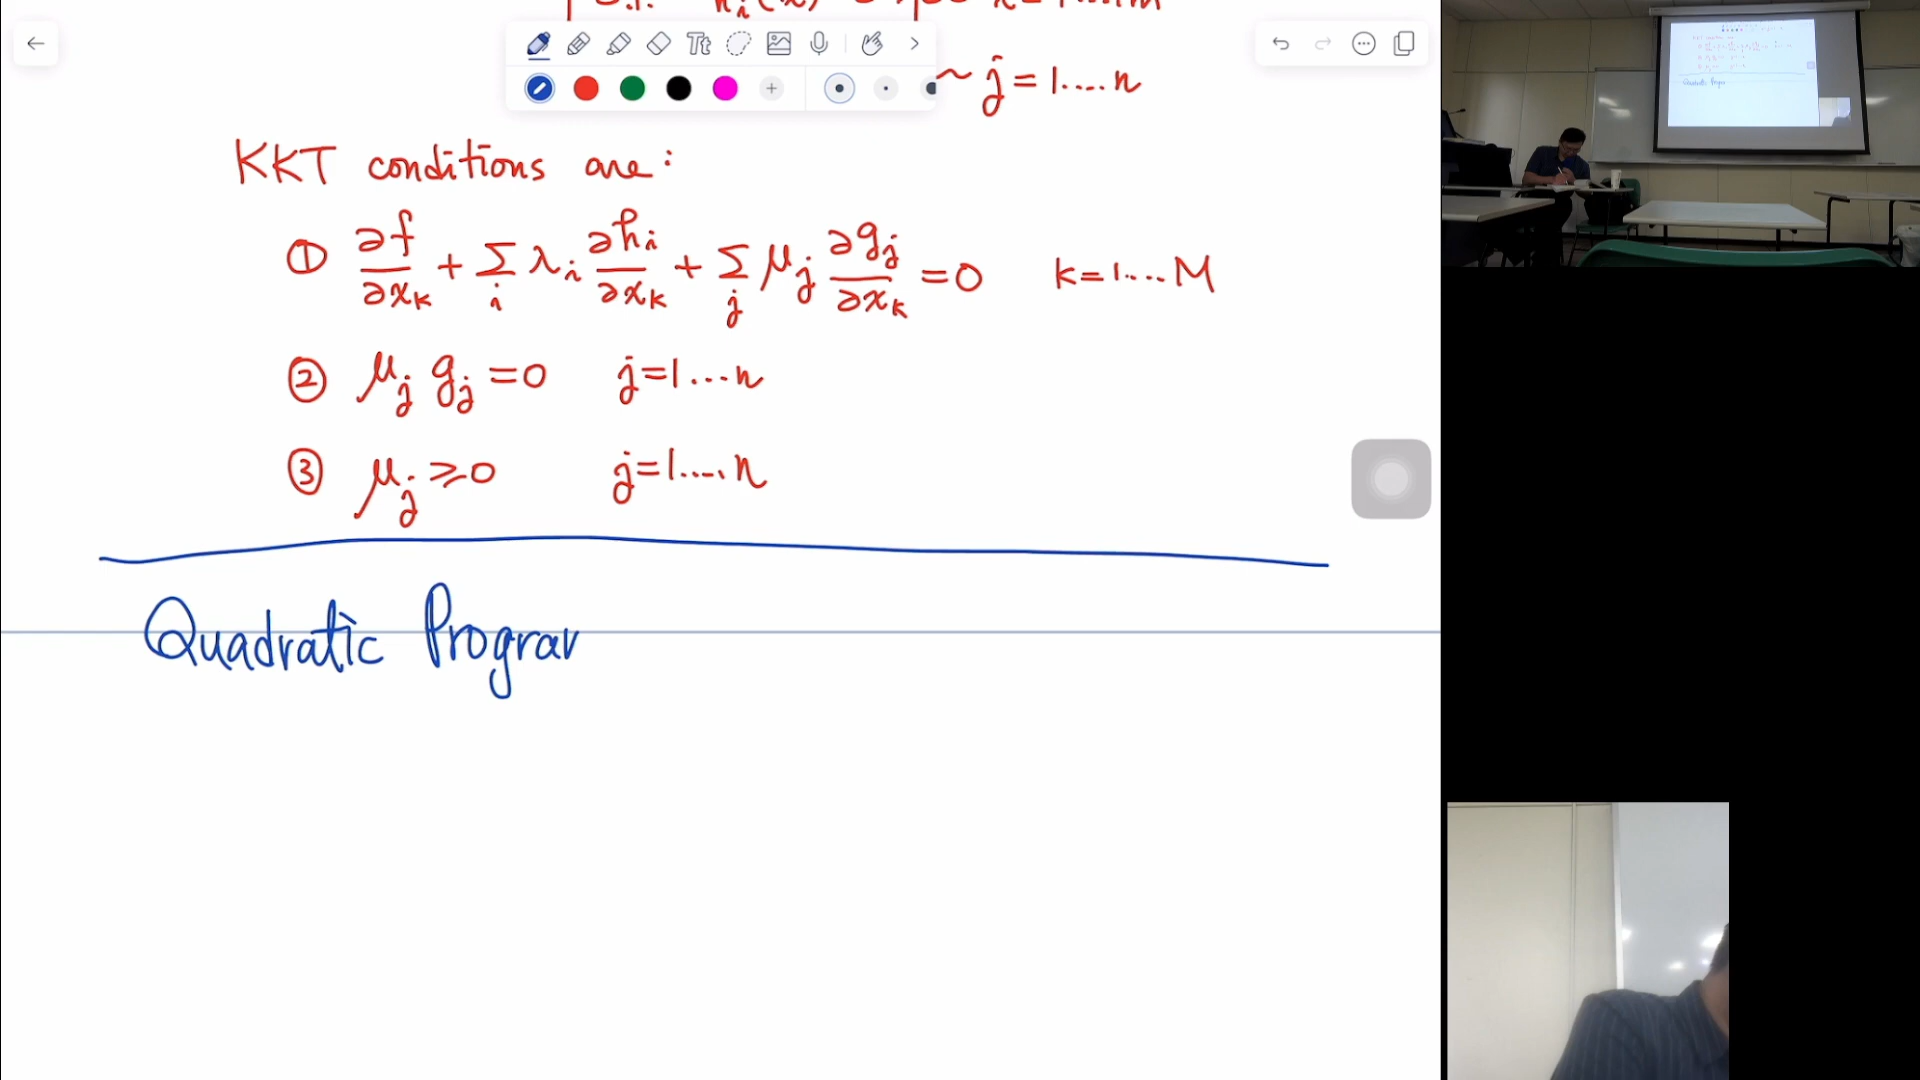 ~ j = 1....n
KKT conditions are:
① ∂f/∂x_k + Σ_i λ_i ∂h_i/∂x_k + Σ_j μ_j ∂g_j/∂x_k = 0 k = 1....M
② μ_j g_j = 0 j = 1...n
③ μ_j ≥ 0 j = 1....n
Quadratic Prograr
Tt